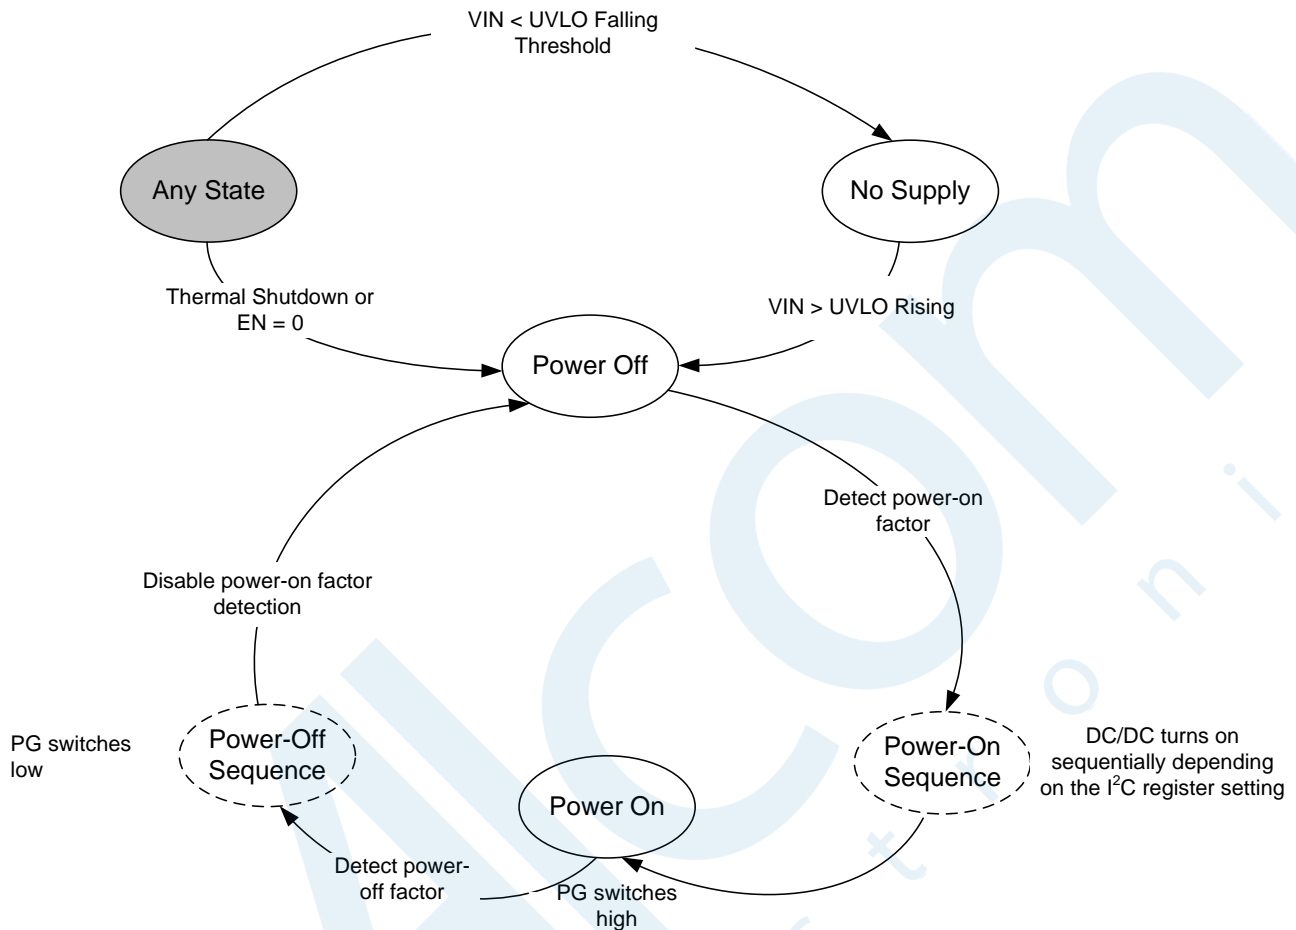 VIN < UVLO Falling
Threshold
Any State
No Supply
Thermal Shutdown or
EN = 0
VIN > UVLO Rising
Power Off
Detect power-on
factor
Disable power-on factor
detection
PG switches
low
Power-Off
Sequence
Power-On
Sequence
DC/DC turns on
sequentially depending
on the I²C register setting
Power On
Detect power-
off factor
PG switches
high
Alcom
t r o n i